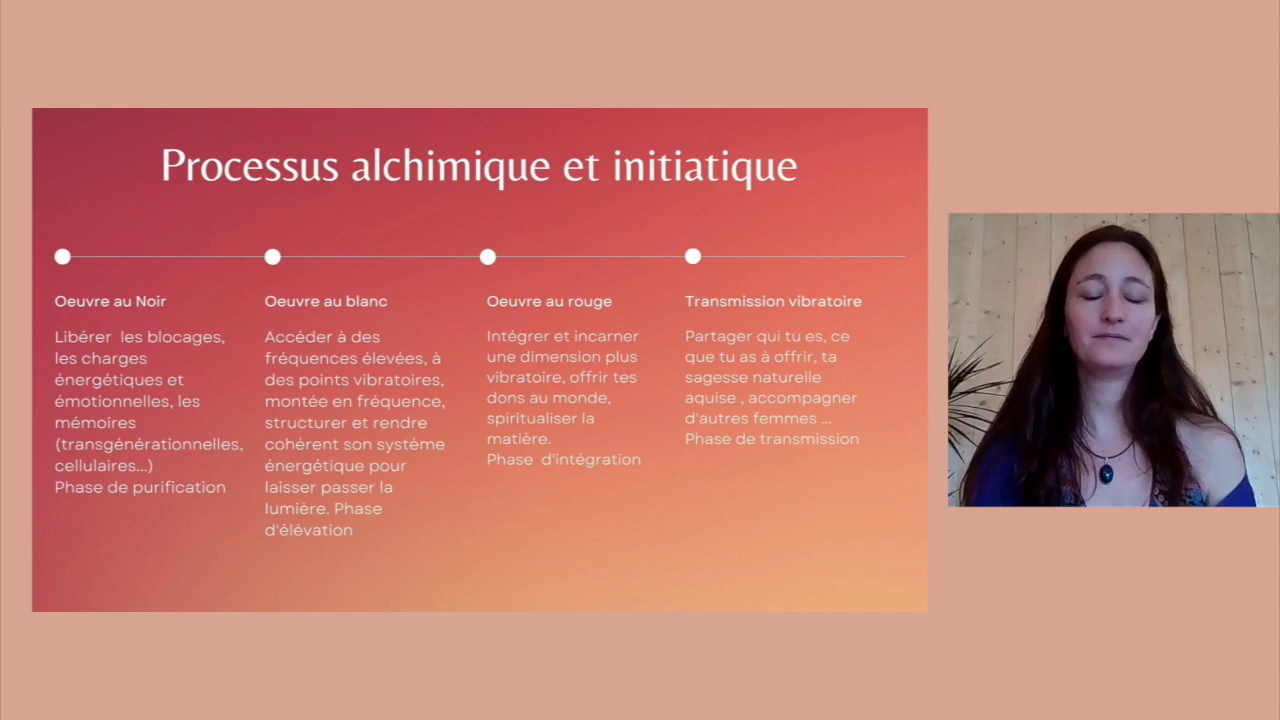 Processus alchimique et initiatique
Oeuvre au Noir
Libérer les blocages,
les charges
énergétiques et
émotionnelles, les
mémoires
(transgénérationnelles,
cellulaires...)
Phase de purification
Oeuvre au blanc
Accéder à des
fréquences élevées, à
des points vibratoires,
montée en fréquence,
structurer et rendre
cohérent son système
énergétique pour
laisser passer la
lumière. Phase
d'élévation
Oeuvre au rouge
Intégrer et incarner
une dimension plus
vibratoire, offrir tes
dons au monde,
spiritualiser la
matière.
Phase d'intégration
Transmission vibratoire
Partager qui tu es, ce
que tu as à offrir, ta
sagesse naturelle
aquise , accompagner
d'autres femmes ...
Phase de transmission